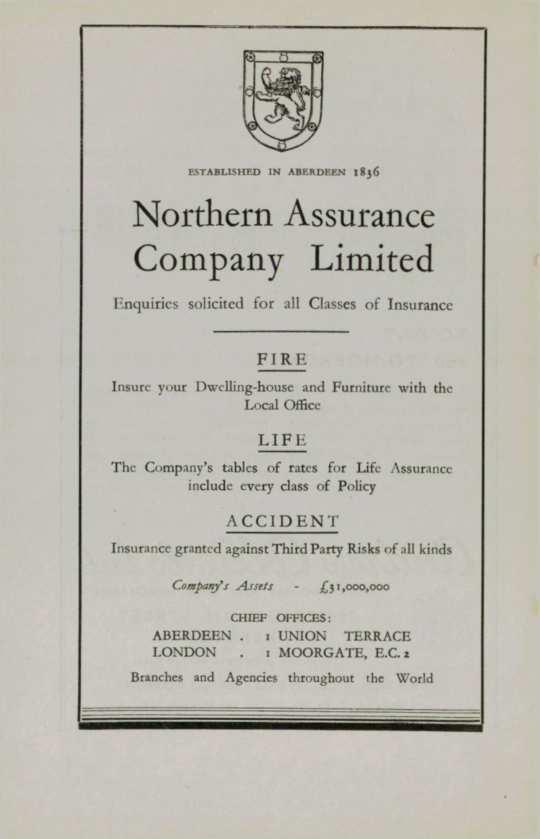 ESTABLISHED IN ABERDEEN 1836
Northern Assurance
Company Limited
Enquiries solicited for all Classes of Insurance
FIRE
Insure your Dwelling-house and Furniture with the
Local Office
LIFE
The Company's tables of rates for Life Assurance
include every class of Policy
ACCIDENT
Insurance granted against Third Party Risks of all kinds
Company's Assets - £31,000,000
CHIEF OFFICES:
ABERDEEN . 1 UNION TERRACE
LONDON . 1 MOORGATE, E.C. 2
Branches and Agencies throughout the World